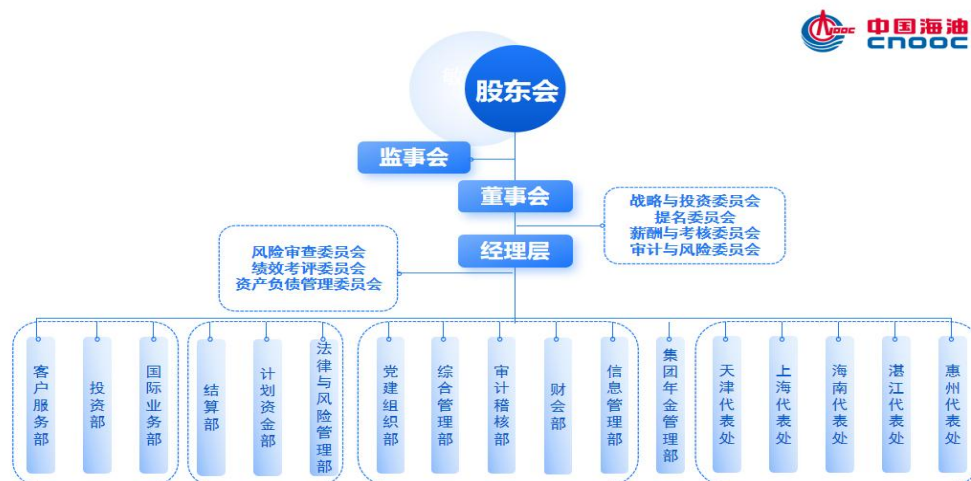 中国海油
CNOOC
股东会
监事会
董事会
战略与投资委员会
提名委员会
薪酬与考核委员会
审计与风险委员会
经理层
风险审查委员会
绩效考评委员会
资产负债管理委员会
客户服务部
投资部
国际业务部
结算部
计划资金部
法律与风险管理部
党建组织部
综合管理部
审计稽核部
财会部
信息管理部
集团年金管理部
天津代表处
上海代表处
海南代表处
湛江代表处
惠州代表处